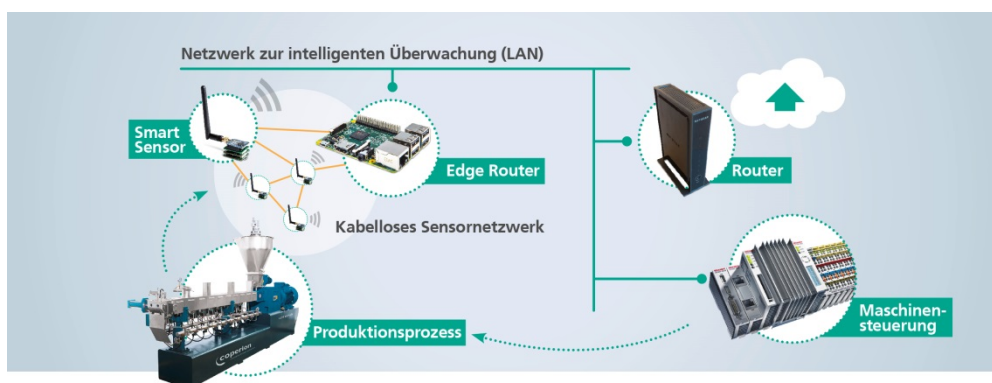 Netzwerk zur intelligenten Überwachung (LAN)
Smart
Sensor
Edge Router
Router
Kabelloses Sensornetzwerk
Produktionsprozess
Maschinen-
steuerung
coperion